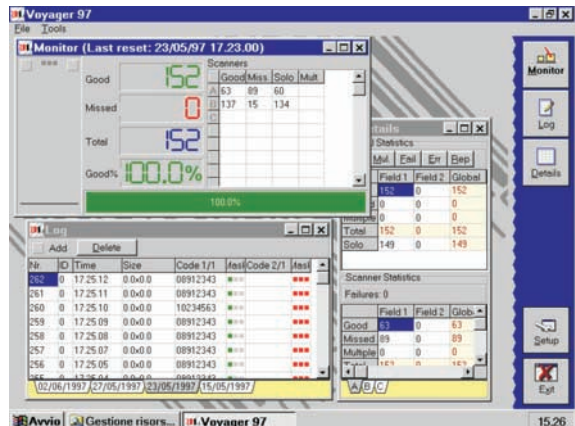 Voyager 97
File Tools
Monitor (Last reset: 23/05/97 17.23.00)
Scanners
Good Miss. Solo Mult.
A 63 89 60
B 137 15 134
C
Good 152
Missed 0
Total 152
Good% 100.0%
100.0%
Monitor
Log
Details
Setup
Exit
Details
Statistics
Mul. Fail Err Rep
Field 1 Field 2 Global
152 0 152
0 0
Multiple 0 0 0
Total 152 0 152
Solo 149 0 149
Scanner Statistics
Failures: 0
Field 1 Field 2 Glob
Good 63 0 63
Missed 89 0 89
Multiple 0 0 0
Total 152 0 152
A B C
Log
Add Delete
Nr. ID Time Size Code 1/1 Code 2/1
262 0 17.25.12 0.0x0.0 08912343
261 0 17.25.11 0.0x0.0 08912343
260 0 17.25.10 0.0x0.0 10234563
259 0 17.25.09 0.0x0.0 08912343
258 0 17.25.08 0.0x0.0 08912343
257 0 17.25.07 0.0x0.0 08912343
256 0 17.25.05 0.0x0.0 08912343
02/06/1997 27/05/1997 23/05/1997 15/05/1997
Avvio Gestione risors... Voyager 97 15.26